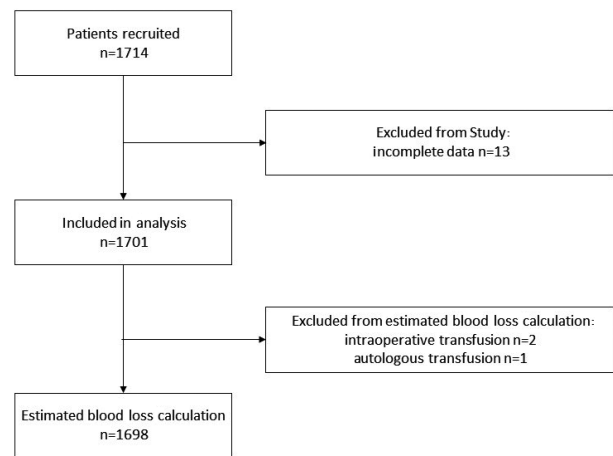 Patients recruited
n=1714
Excluded from Study:
incomplete data n=13
Included in analysis
n=1701
Excluded from estimated blood loss calculation:
intraoperative transfusion n=2
autologous transfusion n=1
Estimated blood loss calculation
n=1698